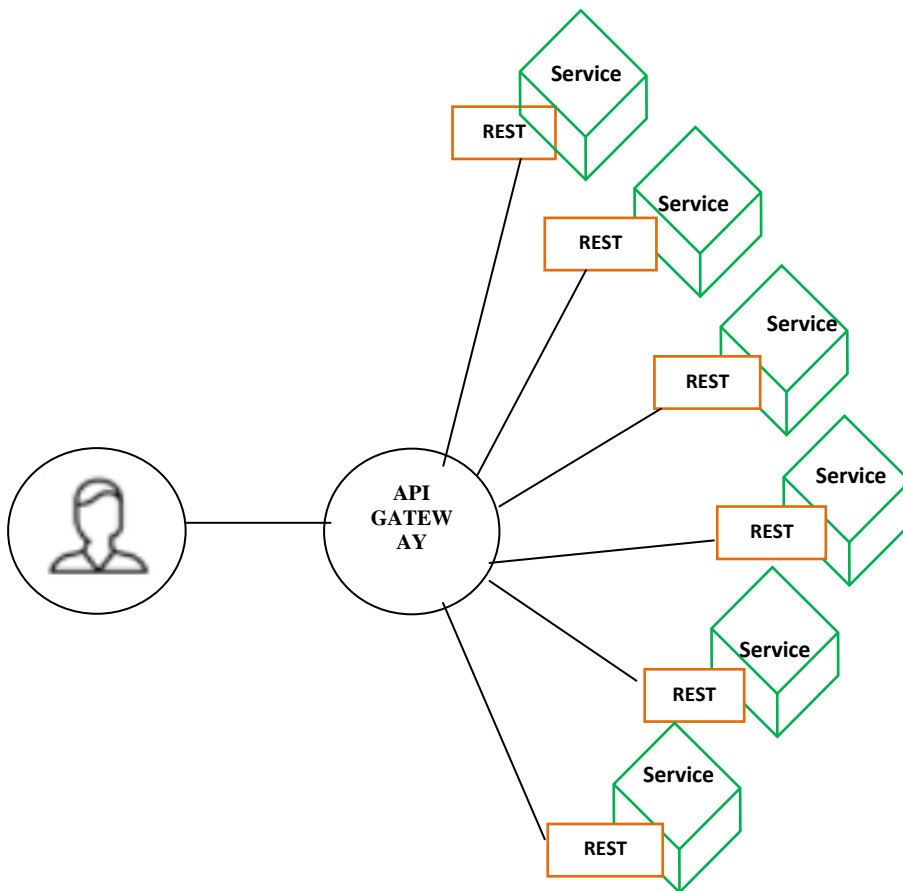 Service
REST
Service
REST
Service
REST
API
GATEW
AY
Service
REST
Service
REST
Service
REST